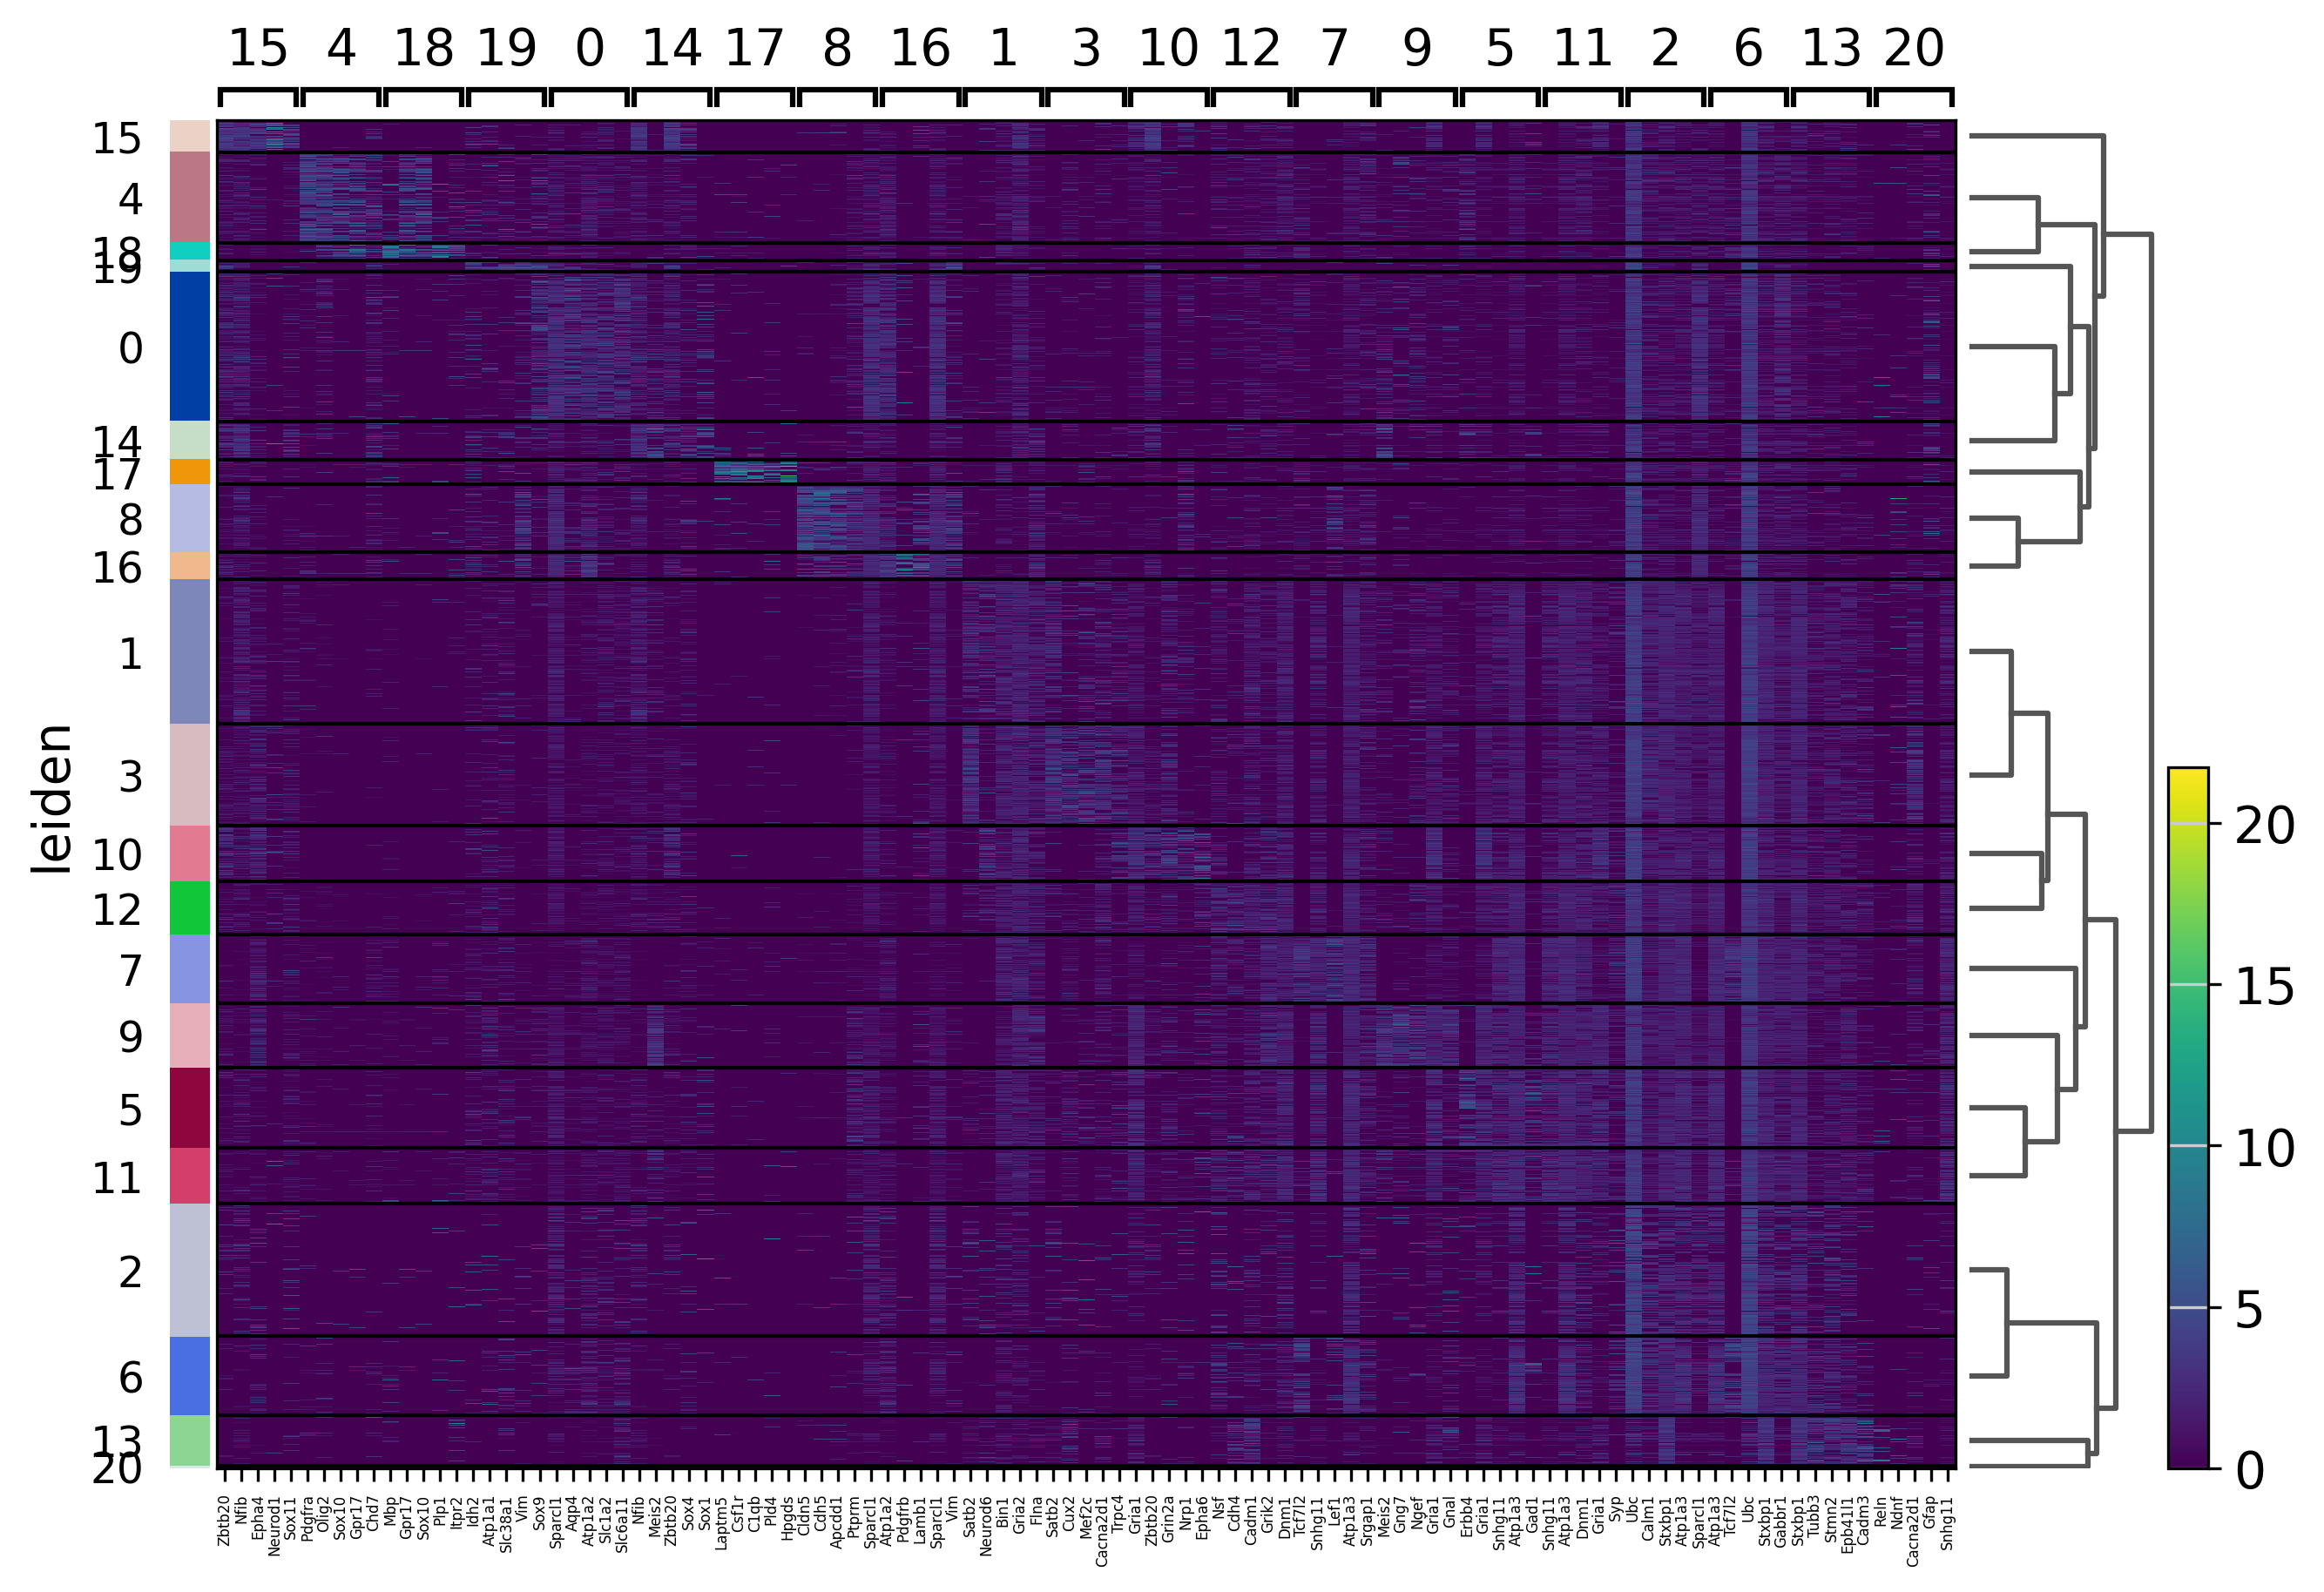 15 4 18 19 0 14 17 8 16 1 3 10 12 7 9 5 11 2 6 13 20
leiden
15
4
18
19
0
14
17
8
16
1
3
10
12
7
9
5
11
2
6
13
20
20
15
10
5
0
Zbtb20
Nfib
Epha4
Neurod1
Sox11
Pdgfra
Olig2
Sox10
Gpr17
Chd7
Mbp
Gpr17
Sox10
Plp1
Itpr2
Idh2
Atp1a1
Slc38a1
Vim
Sox9
Sparcl1
Aqp4
Atp1a2
Slc1a2
Slc6a11
Nfib
Meis2
Zbtb20
Sox4
Sox1
Laptm5
Csf1r
C1qb
Pld4
Hpgds
Cldn5
Cdh5
Apcdd1
Ptprm
Sparcl1
Atp1a2
Pdgfrb
Lamb1
Sparcl1
Vim
Satb2
Neurod6
Bin1
Gria2
Flna
Satb2
Cux2
Mef2c
Cacna2d1
Trpc4
Gria1
Zbtb20
Grin2a
Nrp1
Epha6
Nsf
Cdh4
Cadm1
Grik2
Dnm1
Tcf7l2
Snhg11
Lef1
Atp1a3
Srgap1
Meis2
Gng7
Ngef
Gria1
Gnal
Erbb4
Gria1
Snhg11
Atp1a3
Gad1
Snhg11
Atp1a3
Dnm1
Gria1
Syp
Ubc
Calm1
Stxbp1
Atp1a3
Sparcl1
Atp1a3
Tcf7l2
Ubc
Stxbp1
Gabbr1
Stxbp1
Tubb3
Stmn2
Epb41l1
Cadm3
Reln
Ndnf
Cacna2d1
Gfap
Snhg11